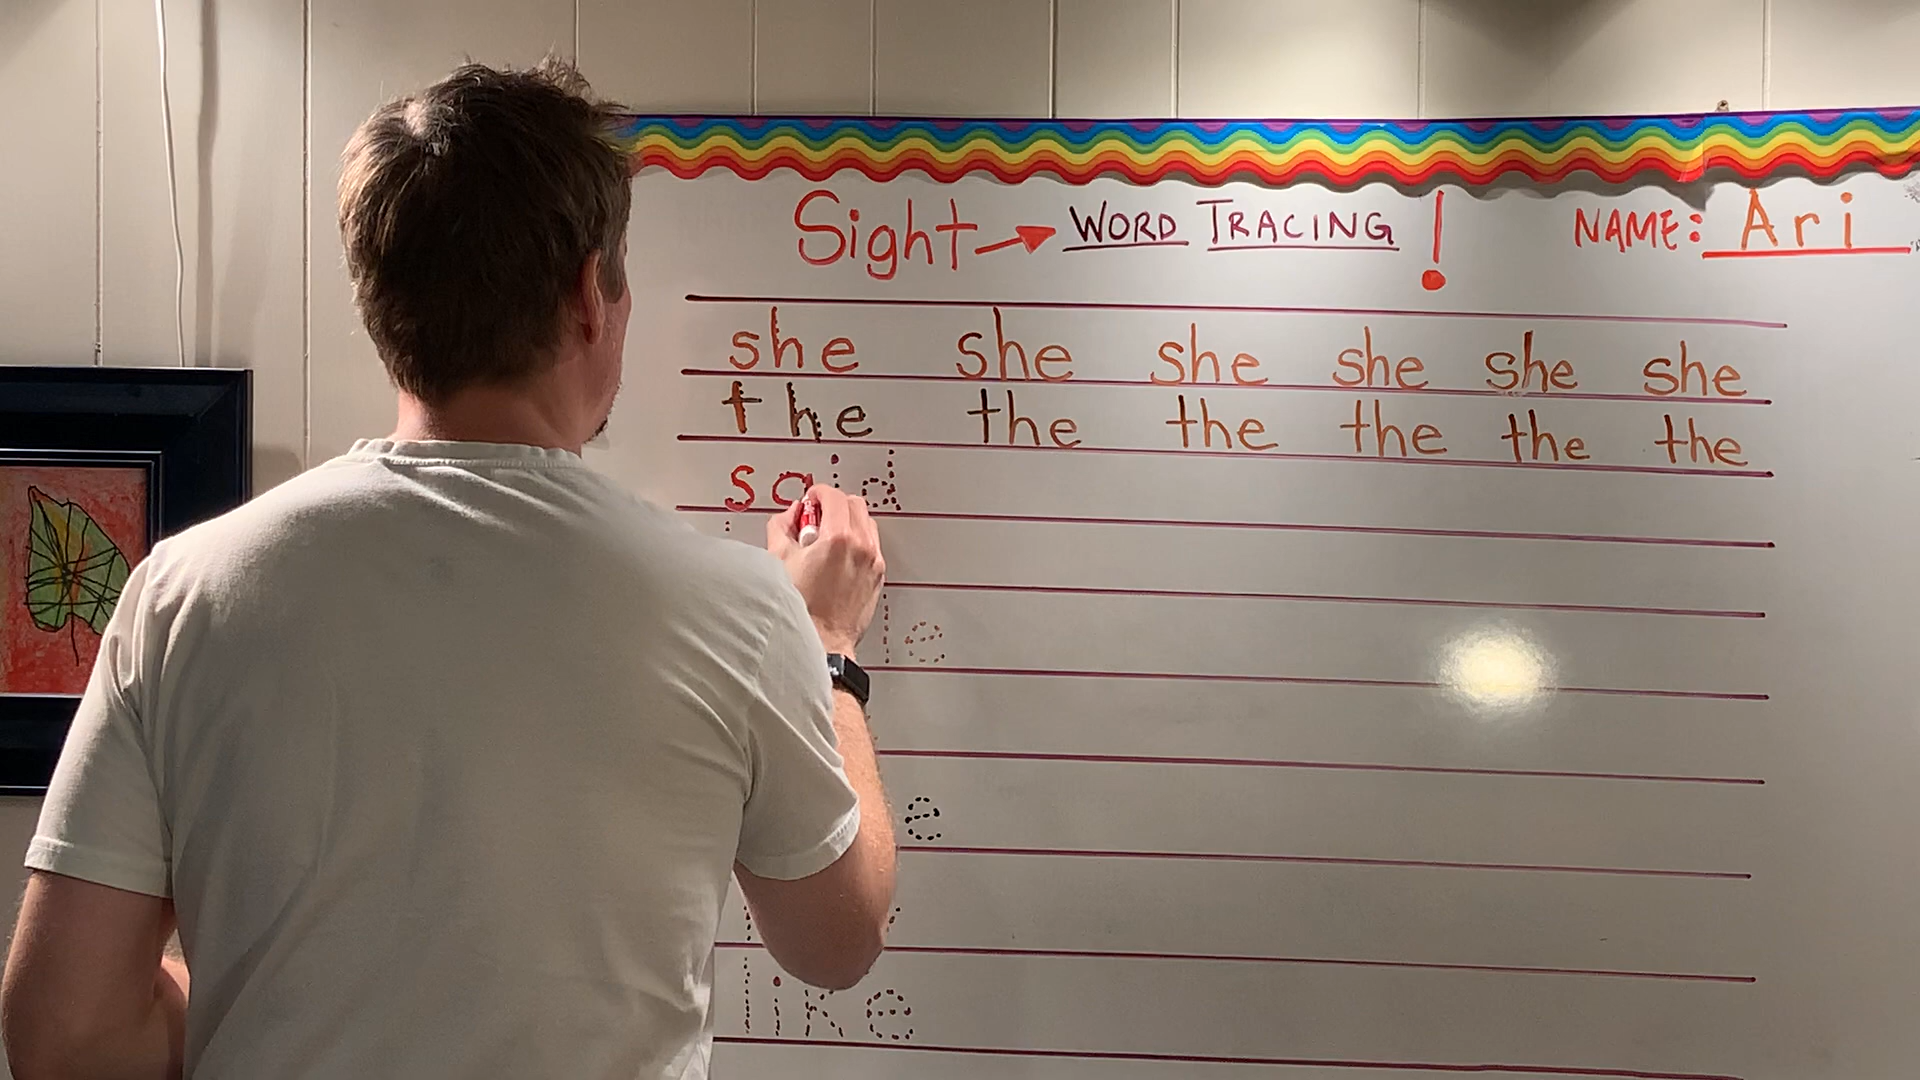 Sight → WORD TRACING! NAME: Ari
she she she she she she
the the the the the the
said
like